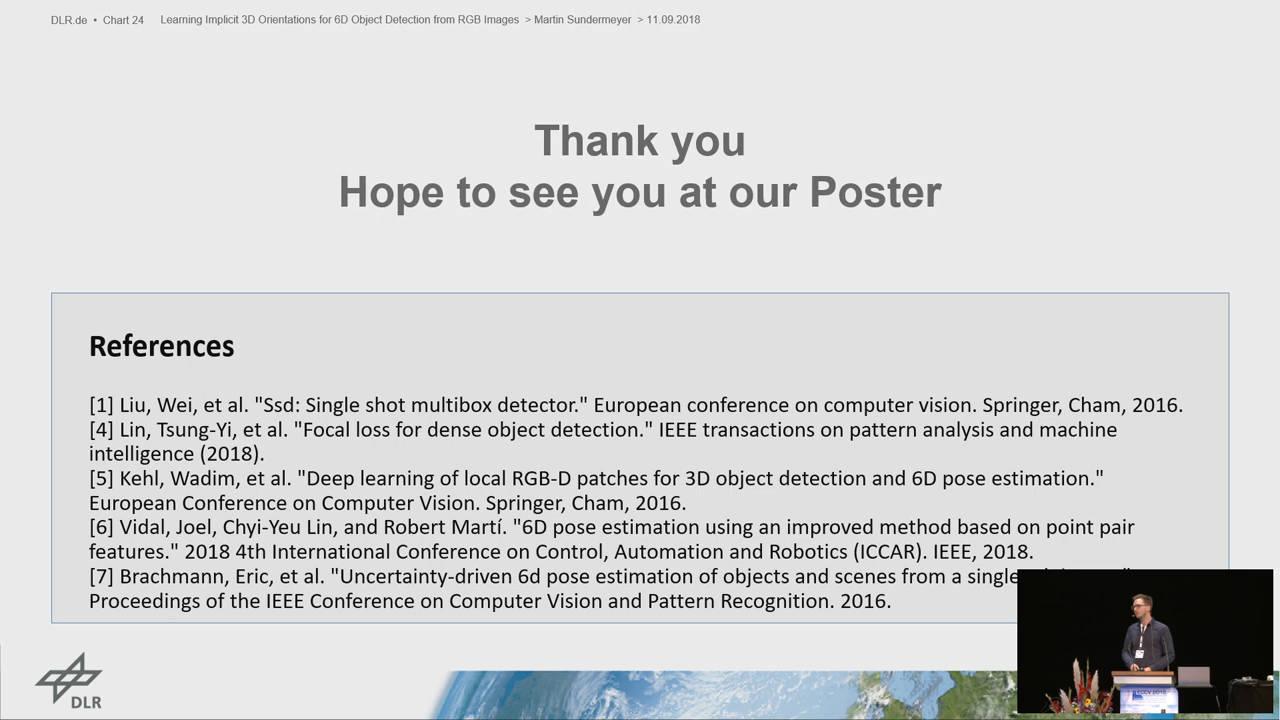 DLR.de • Chart 24 Learning Implicit 3D Orientations for 6D Object Detection from RGB Images > Martin Sundermeyer > 11.09.2018
Thank you
Hope to see you at our Poster
References
[1] Liu, Wei, et al. "Ssd: Single shot multibox detector." European conference on computer vision. Springer, Cham, 2016.
[4] Lin, Tsung-Yi, et al. "Focal loss for dense object detection." IEEE transactions on pattern analysis and machine
intelligence (2018).
[5] Kehl, Wadim, et al. "Deep learning of local RGB-D patches for 3D object detection and 6D pose estimation."
European Conference on Computer Vision. Springer, Cham, 2016.
[6] Vidal, Joel, Chyi-Yeu Lin, and Robert Martí. "6D pose estimation using an improved method based on point pair
features." 2018 4th International Conference on Control, Automation and Robotics (ICCAR). IEEE, 2018.
[7] Brachmann, Eric, et al. "Uncertainty-driven 6d pose estimation of objects and scenes from a single
Proceedings of the IEEE Conference on Computer Vision and Pattern Recognition. 2016.
DLR
ECCV 2018